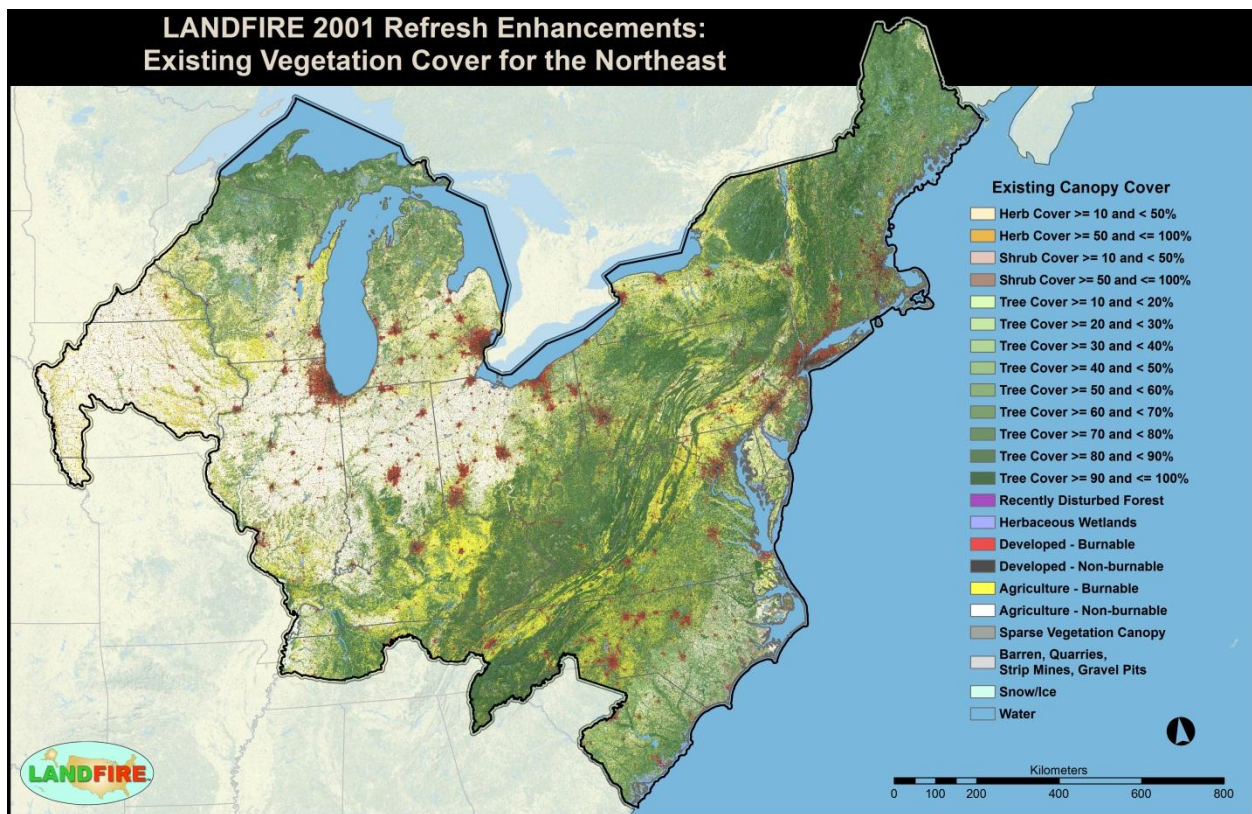 LANDFIRE 2001 Refresh Enhancements:
Existing Vegetation Cover for the Northeast
Existing Canopy Cover
Herb Cover >= 10 and < 50%
Herb Cover >= 50 and <= 100%
Shrub Cover >= 10 and < 50%
Shrub Cover >= 50 and <= 100%
Tree Cover >= 10 and < 20%
Tree Cover >= 20 and < 30%
Tree Cover >= 30 and < 40%
Tree Cover >= 40 and < 50%
Tree Cover >= 50 and < 60%
Tree Cover >= 60 and < 70%
Tree Cover >= 70 and < 80%
Tree Cover >= 80 and < 90%
Tree Cover >= 90 and <= 100%
Recently Disturbed Forest
Herbaceous Wetlands
Developed - Burnable
Developed - Non-burnable
Agriculture - Burnable
Agriculture - Non-burnable
Sparse Vegetation Canopy
Barren, Quarries,
Strip Mines, Gravel Pits
Snow/Ice
Water
LANDFIRE
Kilometers
0 100 200 400 600 800